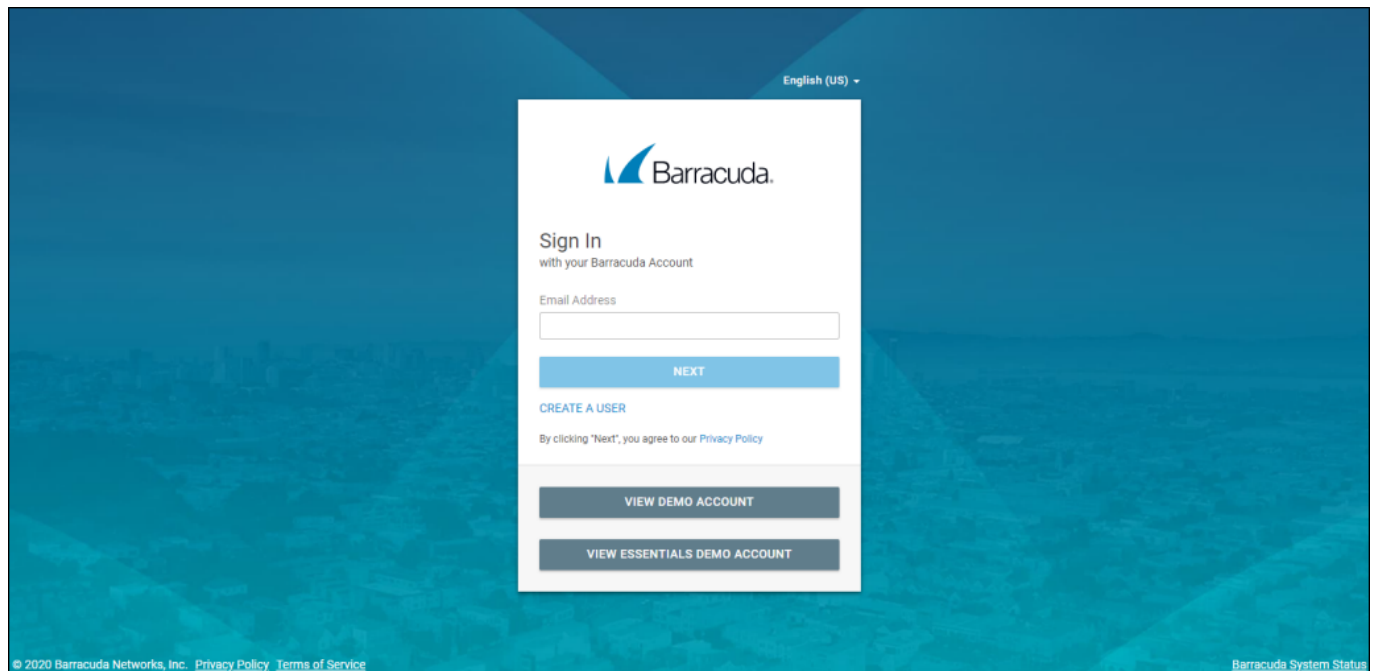 English (US)
Barracuda.
Sign In
with your Barracuda Account
Email Address
NEXT
CREATE A USER
By clicking "Next", you agree to our Privacy Policy
VIEW DEMO ACCOUNT
VIEW ESSENTIALS DEMO ACCOUNT
© 2020 Barracuda Networks, Inc. Privacy Policy Terms of Service
Barracuda System Status